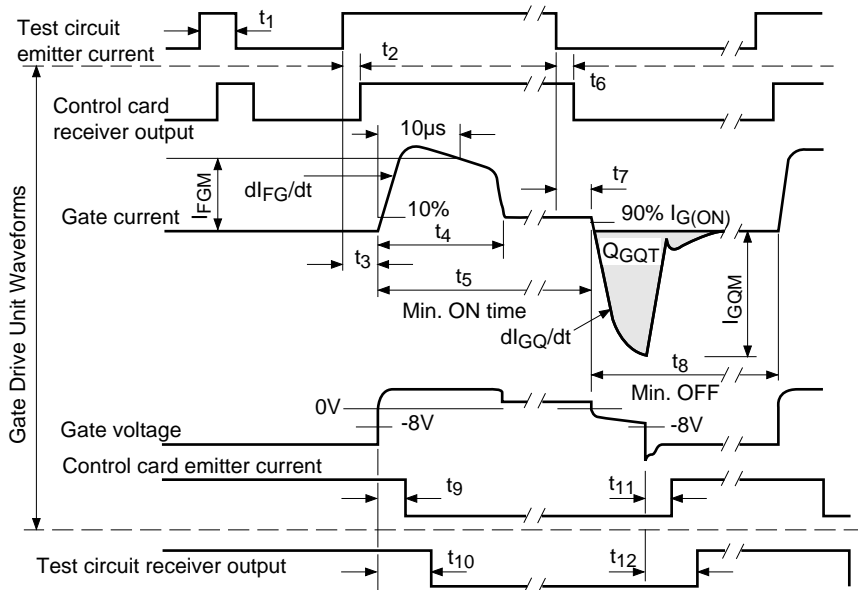 Test circuit
emitter current
t1
t2
t6
Control card
receiver output
10µs
t7
dIFG/dt
IFGM
Gate current
10%
90% IG(ON)
t4
QGQT
t3
t5
IGQM
Min. ON time
dIGQ/dt
t8
Min. OFF
0V
-8V
-8V
Gate voltage
Control card emitter current
t9
t11
Test circuit receiver output
t10
t12
Gate Drive Unit Waveforms